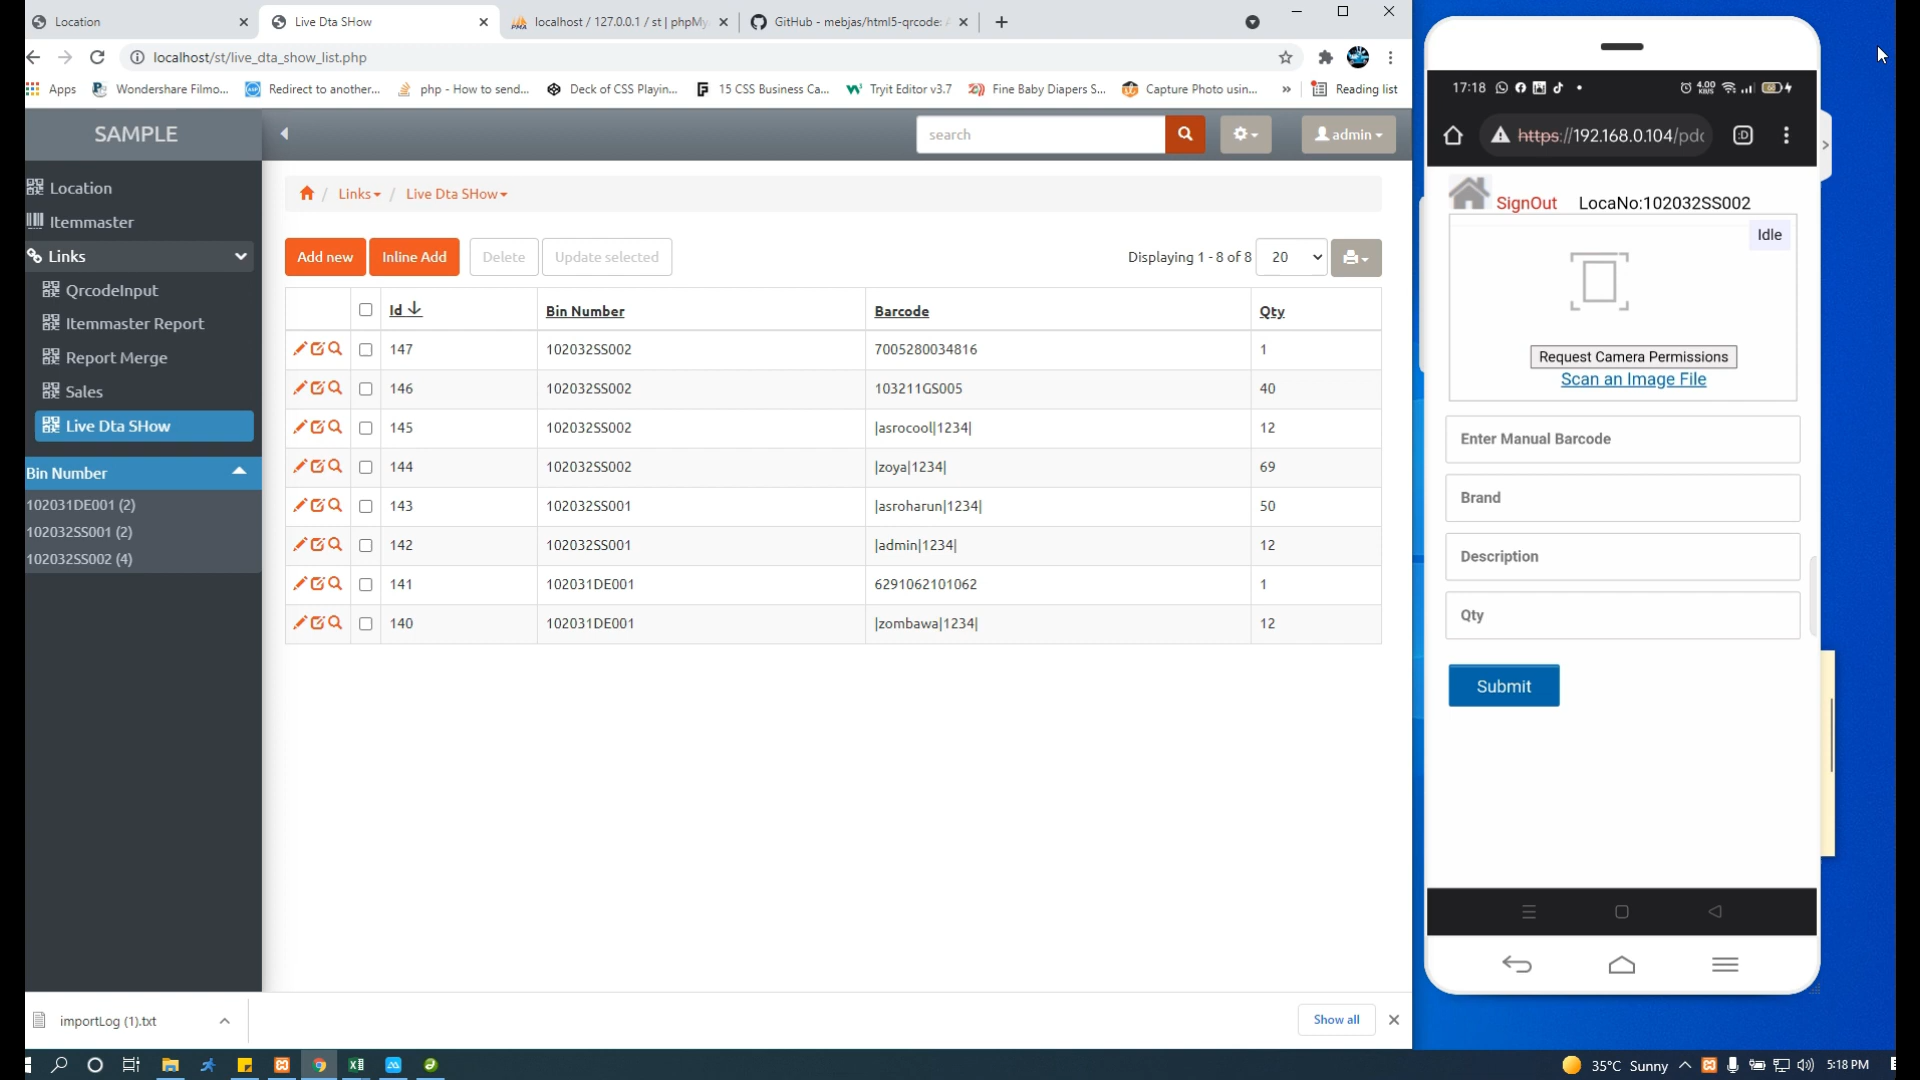 Location
Live Dta SHow
localhost / 127.0.0.1 / st | phpMy
GitHub - mebjas/html5-qrcode:
localhost/st/live_dta_show_list.php
Apps
Wondershare Filmo...
Redirect to another...
php - How to send...
Deck of CSS Playin...
15 CSS Business Ca...
Tryit Editor v3.7
Fine Baby Diapers S...
Capture Photo usin...
»
Reading list
SAMPLE
search
admin
Location
Itemmaster
Links
QrcodeInput
Itemmaster Report
Report Merge
Sales
Live Dta SHow
Bin Number
102031DE001 (2)
102032SS001 (2)
102032SS002 (4)
/ Links / Live Dta SHow
Add new
Inline Add
Delete
Update selected
Displaying 1 - 8 of 8
20
Id Bin Number Barcode Qty
147 102032SS002 7005280034816 1
146 102032SS002 103211GS005 40
145 102032SS002 |asrocool|1234| 12
144 102032SS002 |zoya|1234| 69
143 102032SS001 |asroharun|1234| 50
142 102032SS001 |admin|1234| 12
141 102031DE001 6291062101062 1
140 102031DE001 |zombawa|1234| 12
importLog (1).txt
Show all
17:18
4.00
KB/S
https://192.168.0.104/pdc
:D
SignOut LocaNo:102032SS002
Idle
Request Camera Permissions
Scan an Image File
Enter Manual Barcode
Brand
Description
Qty
Submit
35°C Sunny
5:18 PM